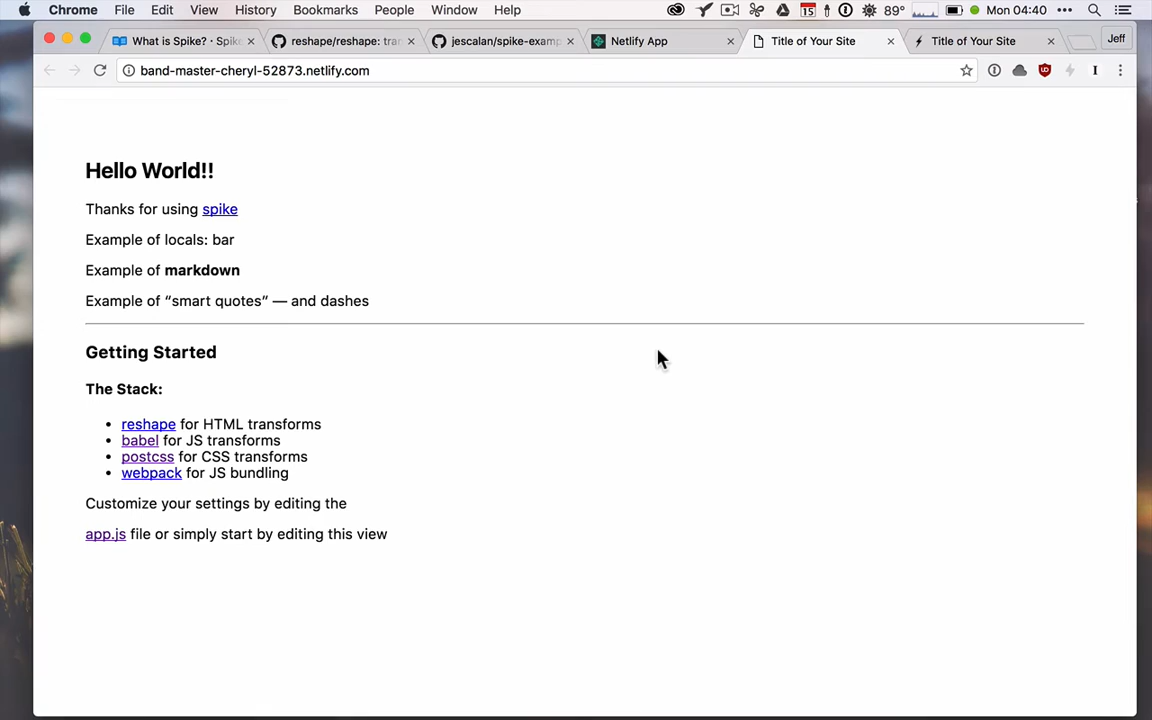 Chrome File Edit View History Bookmarks People Window Help 15 89° Mon 04:40
What is Spike? · Spike
reshape/reshape: tran
jescalan/spike-examp
Netlify App
Title of Your Site
Title of Your Site
Jeff
band-master-cheryl-52873.netlify.com
Hello World!!
Thanks for using spike
Example of locals: bar
Example of markdown
Example of “smart quotes” — and dashes
Getting Started
The Stack:
• reshape for HTML transforms
• babel for JS transforms
• postcss for CSS transforms
• webpack for JS bundling
Customize your settings by editing the
app.js file or simply start by editing this view